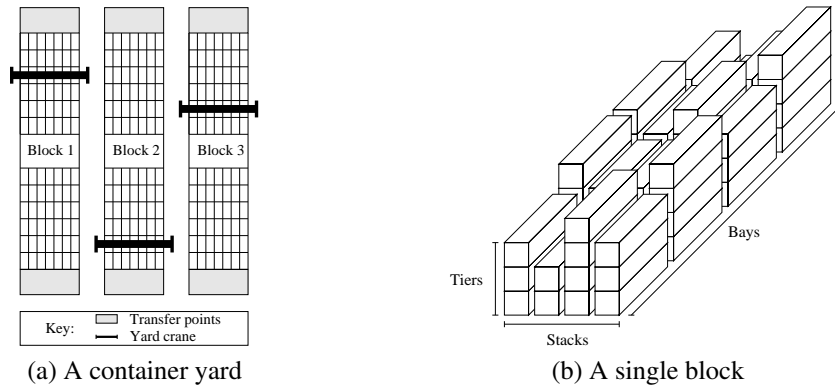 Block 1
Block 2
Block 3
Key:
Transfer points
Yard crane
(a) A container yard
Tiers
Stacks
Bays
(b) A single block